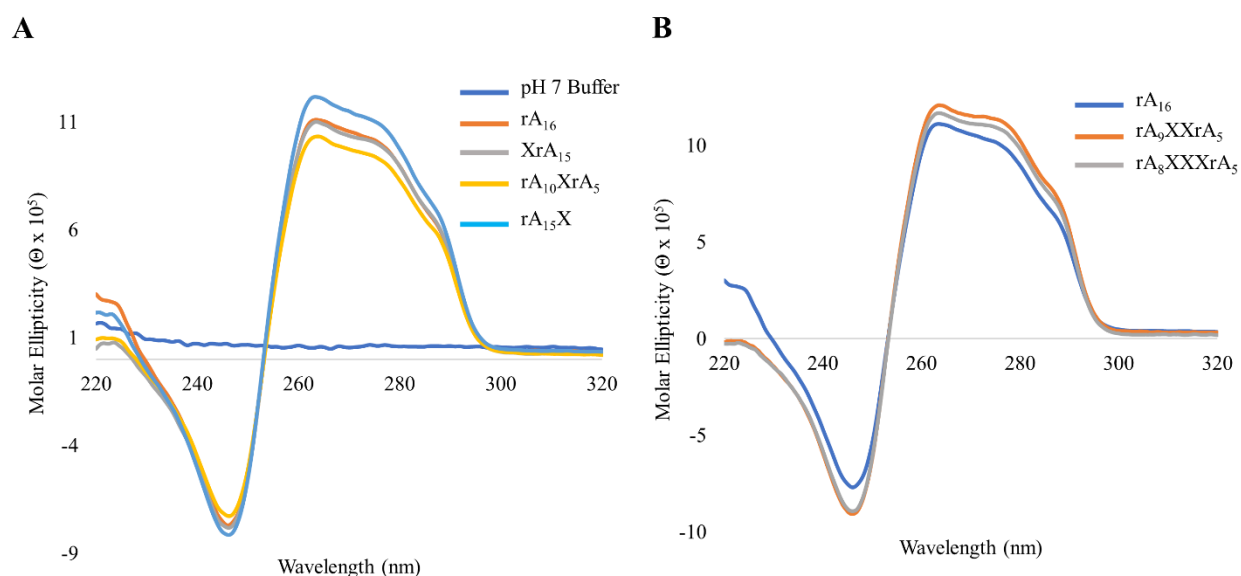 A
B
pH 7 Buffer
rA₁₆
XrA₁₅
rA₁₀XrA₅
rA₁₅X
11
6
1
-4
-9
220 240 260 280 300 320
Molar Ellipticity (Θ x 10⁵)
Wavelength (nm)
rA₁₆
rA₉XXrA₅
rA₈XXXrA₅
10
5
0
-5
-10
220 240 260 280 300 320
Molar Ellipticity (Θ x 10⁵)
Wavelength (nm)